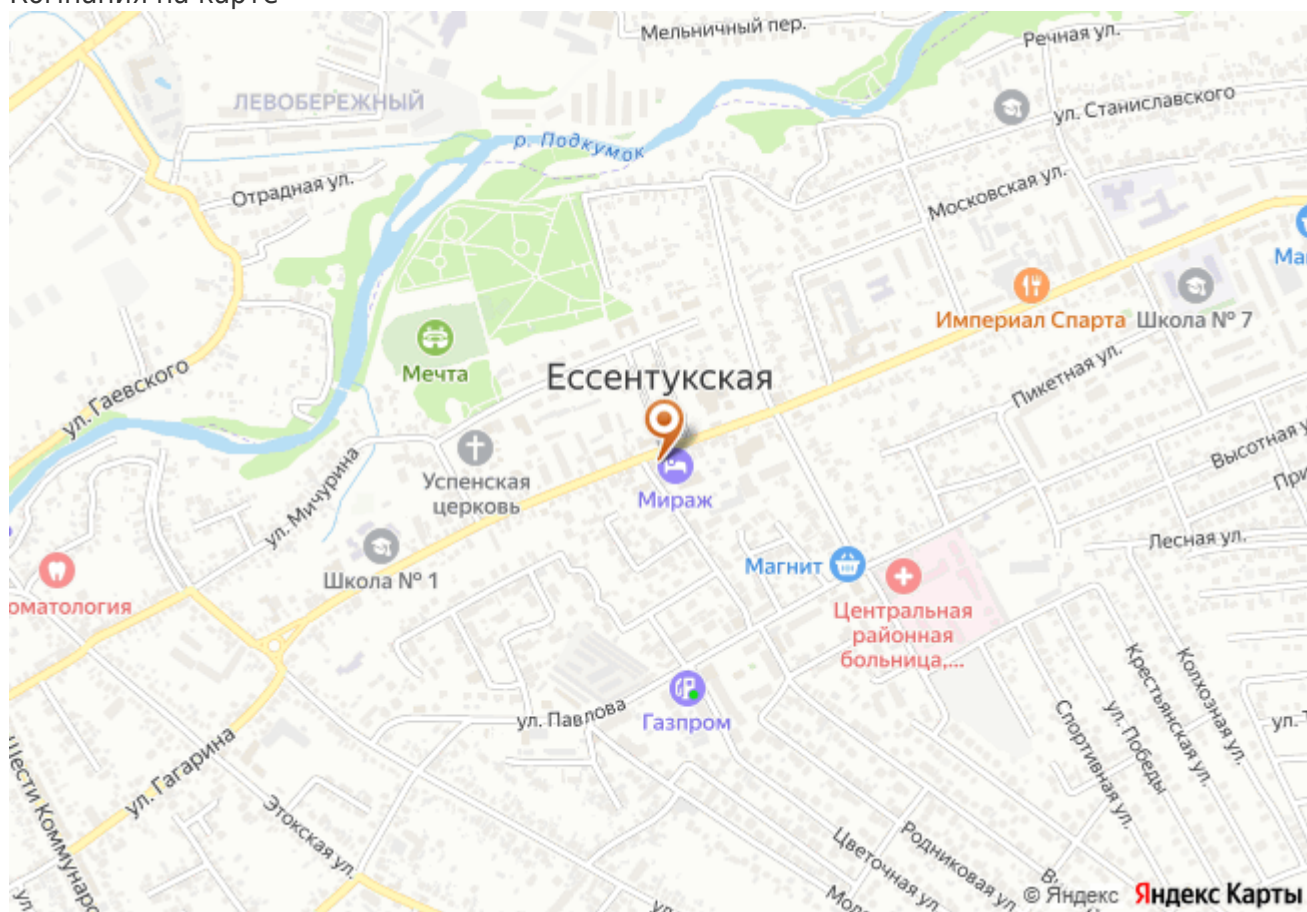 Компания на карте
Мельничный пер.
Речная ул.
ЛЕВОБЕРЕЖНЫЙ
ул. Станиславского
р. Подкумок
Отрадная ул.
Московская ул.
Империал Спарта
Школа № 7
Мечта
Ессентукская
ул. Гаевского
Пикетная ул.
Успенская
церковь
Мираж
Высотная
ул. Мичурина
Школа № 1
Магнит
Лесная ул.
оматология
Центральная
районная
больница,...
ул. Павлова
Газпром
ул. Гагарина
Шести Коммунарс
Этокская ул.
Спортивная ул.
ул. Победы
Крестьянская ул.
Колхозная ул.
Цветочная ул.
Родниковая ул.
© Яндекс Яндекс Карты